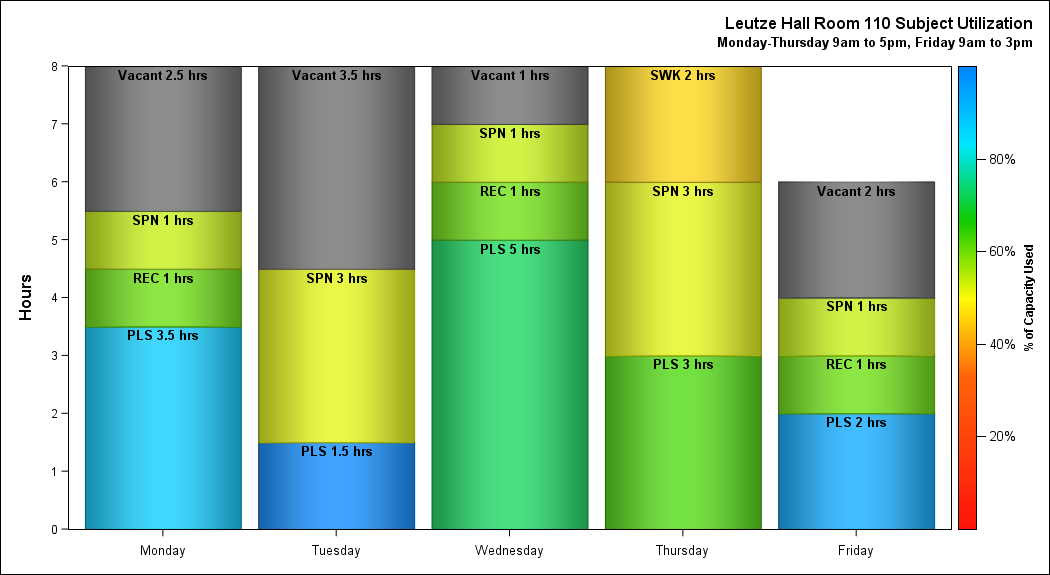 Leutze Hall Room 110 Subject Utilization
Monday-Thursday 9am to 5pm, Friday 9am to 3pm
Hours
8
7
6
5
4
3
2
1
0
Vacant 2.5 hrs
SPN 1 hrs
REC 1 hrs
PLS 3.5 hrs
Vacant 3.5 hrs
SPN 3 hrs
PLS 1.5 hrs
Vacant 1 hrs
SPN 1 hrs
REC 1 hrs
PLS 5 hrs
SWK 2 hrs
SPN 3 hrs
PLS 3 hrs
Vacant 2 hrs
SPN 1 hrs
REC 1 hrs
PLS 2 hrs
Monday
Tuesday
Wednesday
Thursday
Friday
80%
60%
40%
20%
% of Capacity Used